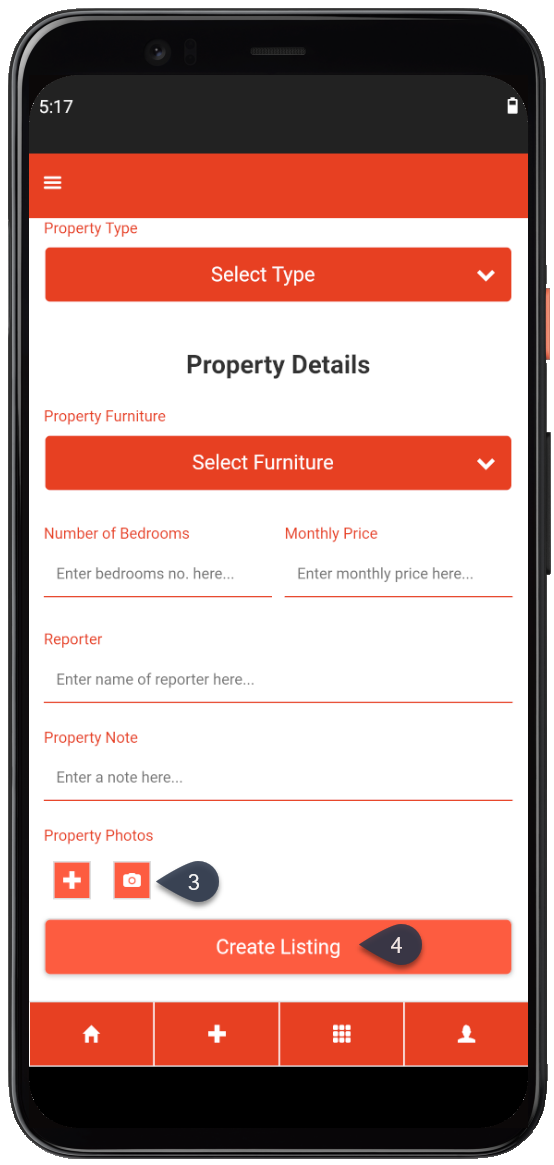 5:17
Property Type
Select Type
Property Details
Property Furniture
Select Furniture
Number of Bedrooms Monthly Price
Enter bedrooms no. here... Enter monthly price here...
Reporter
Enter name of reporter here...
Property Note
Enter a note here...
Property Photos
3
Create Listing 4